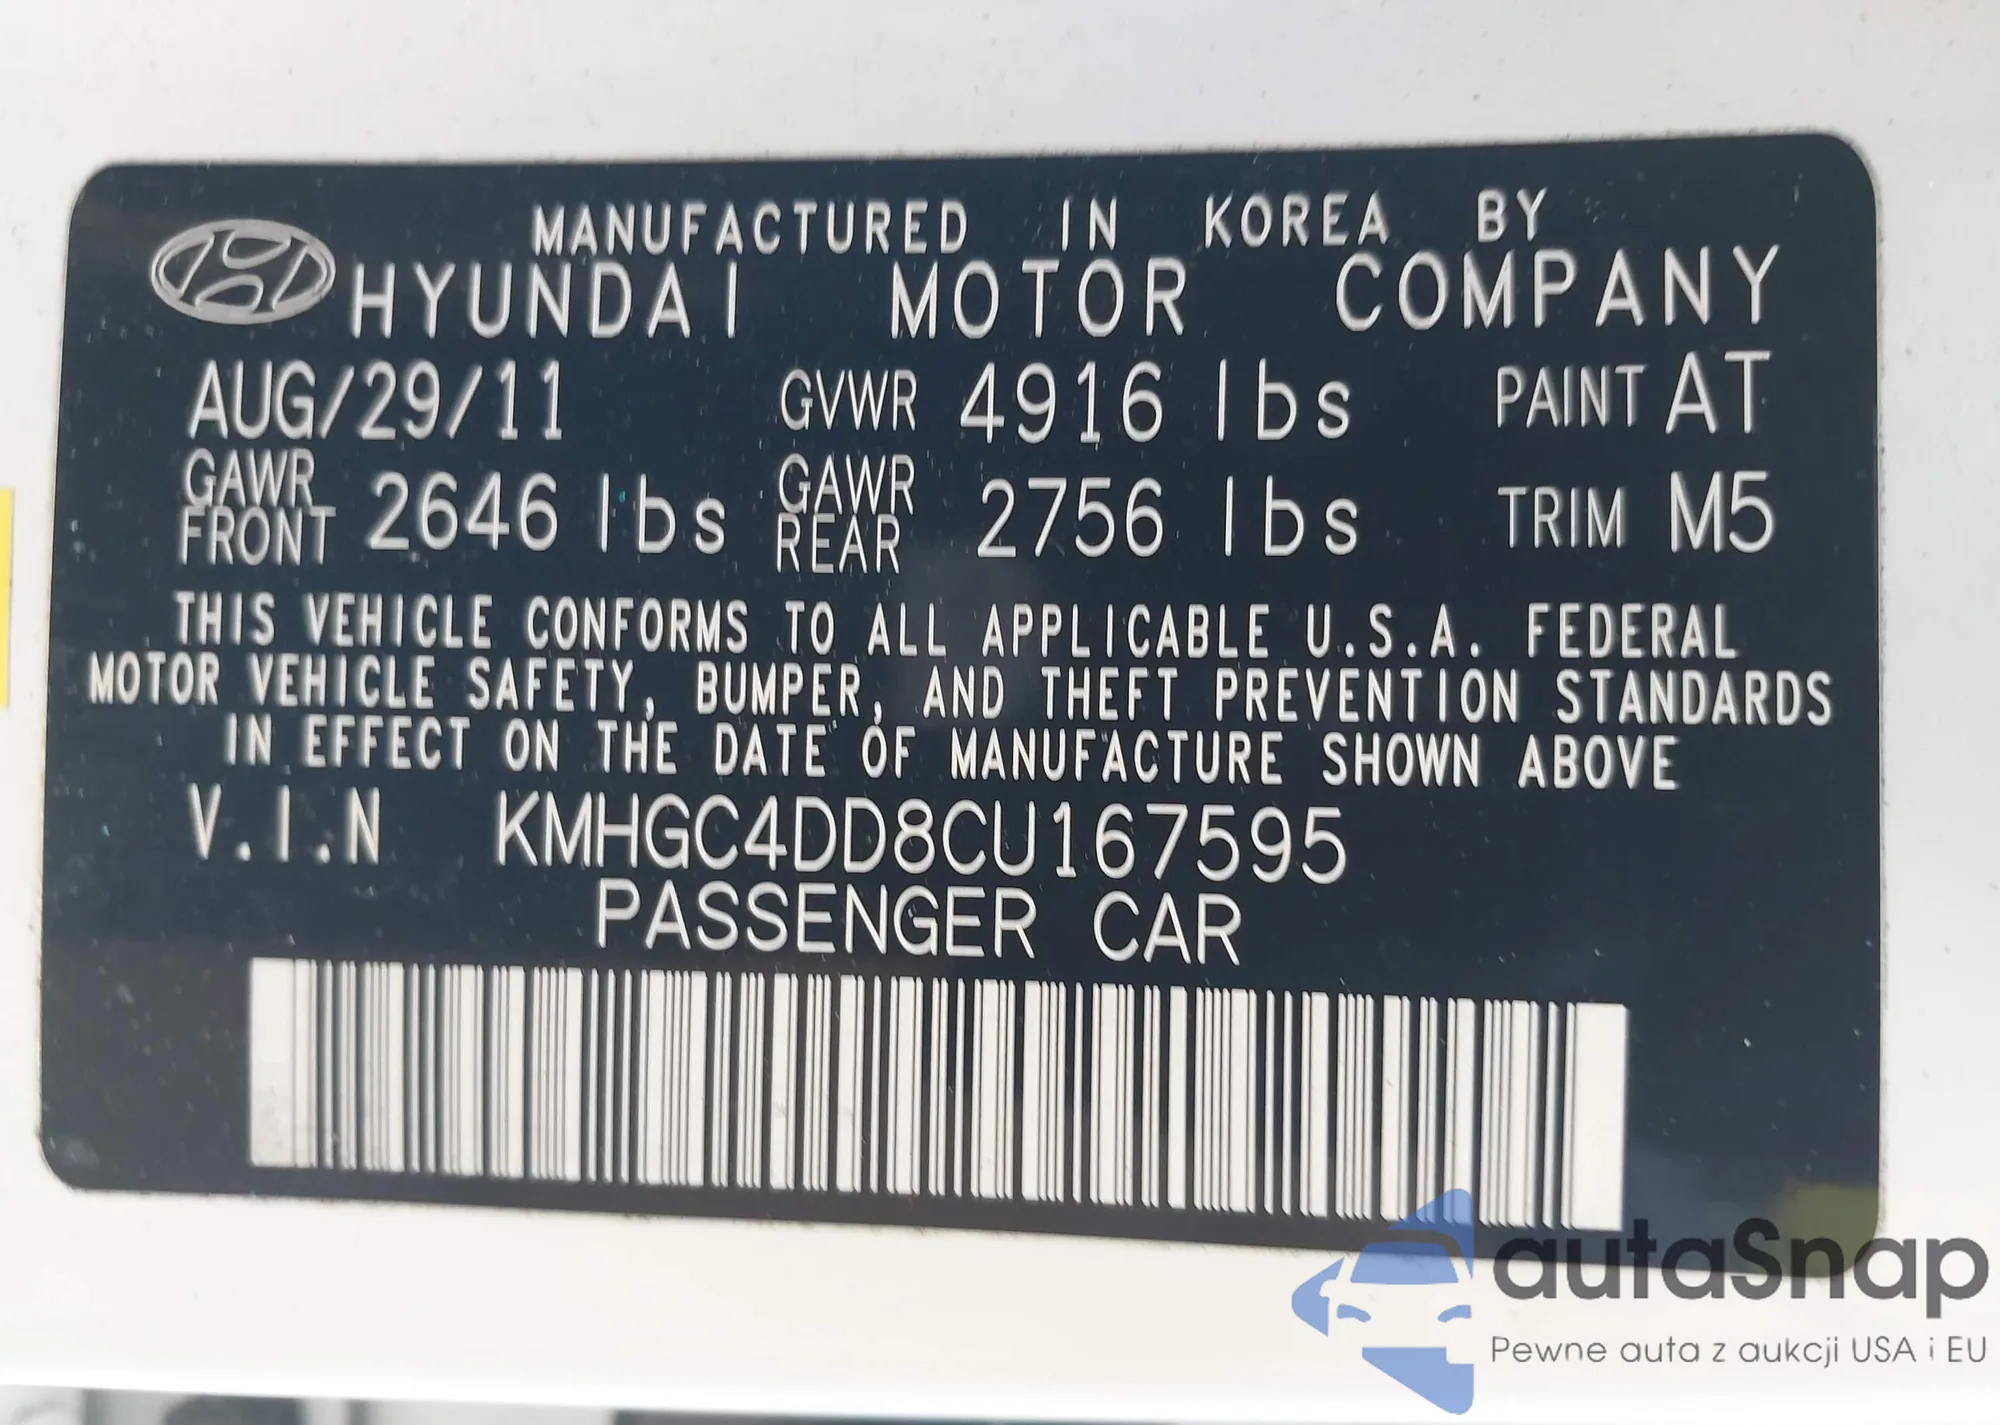 MANUFACTURED IN KOREA BY
HYUNDAI MOTOR COMPANY
AUG/29/11 GVWR 4916 lbs PAINT AT
GAWR FRONT 2646 lbs GAWR REAR 2756 lbs TRIM M5
THIS VEHICLE CONFORMS TO ALL APPLICABLE U.S.A. FEDERAL
MOTOR VEHICLE SAFETY, BUMPER, AND THEFT PREVENTION STANDARDS
IN EFFECT ON THE DATE OF MANUFACTURE SHOWN ABOVE
V.I.N KMHGC4DD8CU167595
PASSENGER CAR
autaSnap
Pewne auta z aukcji USA i EU